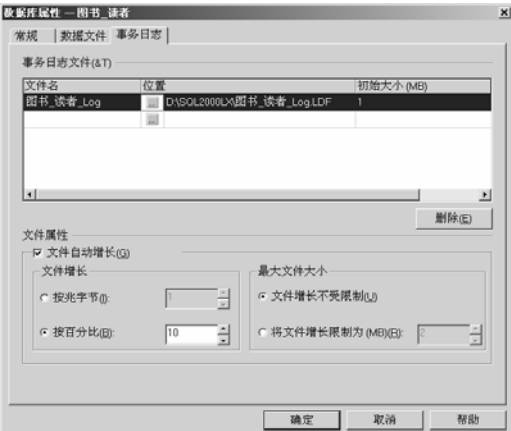 数据库属性 — 图书_读者
常规 数据文件 事务日志
事务日志文件(&T)
文件名 位置 初始大小(MB)
图书_读者_Log ... D:\SQL2000LX\图书_读者_Log.LDF 1
...
删除(E)
文件属性
文件自动增长(G)
文件增长 最大文件大小
按兆字节(I): 1 文件增长不受限制(U)
按百分比(B): 10 将文件增长限制为(MB)(R): 2
确定 取消 帮助